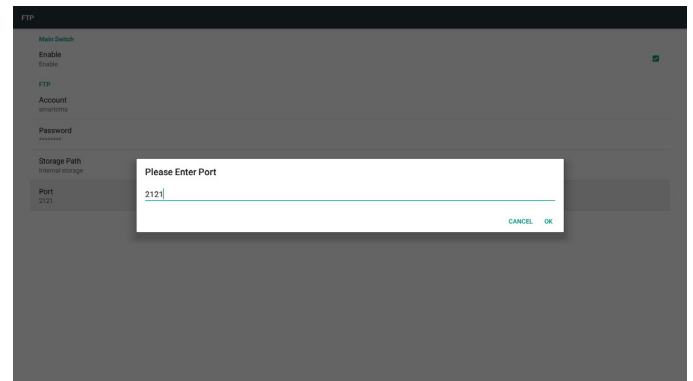 FTP
Main Switch
Enable
Enable
FTP
Account
smartcms
Password
********
Storage Path
Internal storage
Port
2121
Please Enter Port
2121
CANCEL OK